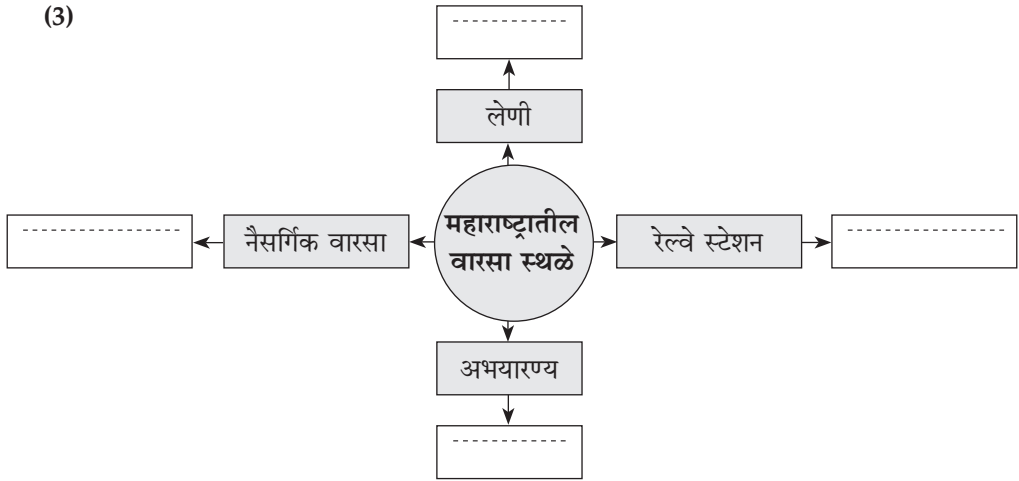 (3)
लेणी
नैसर्गिक वारसा
महाराष्ट्रातील
वारसा स्थळे
रेल्वे स्टेशन
अभयारण्य